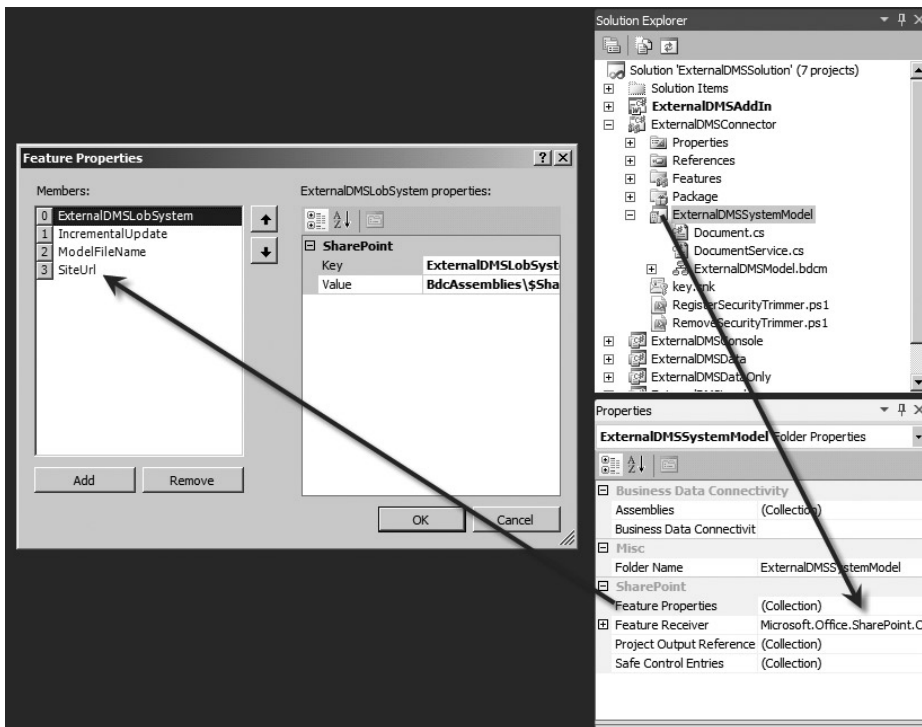 Feature Properties
Members:
0 ExternalDMSLobSystem
1 IncrementalUpdate
2 ModelFileName
3 SiteUrl
Add
Remove
ExternalDMSLobSystem properties:
SharePoint
Key ExternalDMSLobSyst
Value BdcAssemblies\$Sha
OK
Cancel
Solution Explorer
Solution 'ExternalDMSSolution' (7 projects)
Solution Items
ExternalDMSAddIn
ExternalDMSConnector
Properties
References
Features
Package
ExternalDMSSystemModel
Document.cs
DocumentService.cs
ExternalDMSModel.bdcm
key.snk
RegisterSecurityTrimmer.ps1
RemoveSecurityTrimmer.ps1
ExternalDMSConsole
ExternalDMSData
ExternalDMSDataOnly
Properties
ExternalDMSSystemModel Folder Properties
Business Data Connectivity
Assemblies (Collection)
Business Data Connectivit
Misc
Folder Name ExternalDMSSystemModel
SharePoint
Feature Properties (Collection)
Feature Receiver Microsoft.Office.SharePoint.C
Project Output Reference (Collection)
Safe Control Entries (Collection)